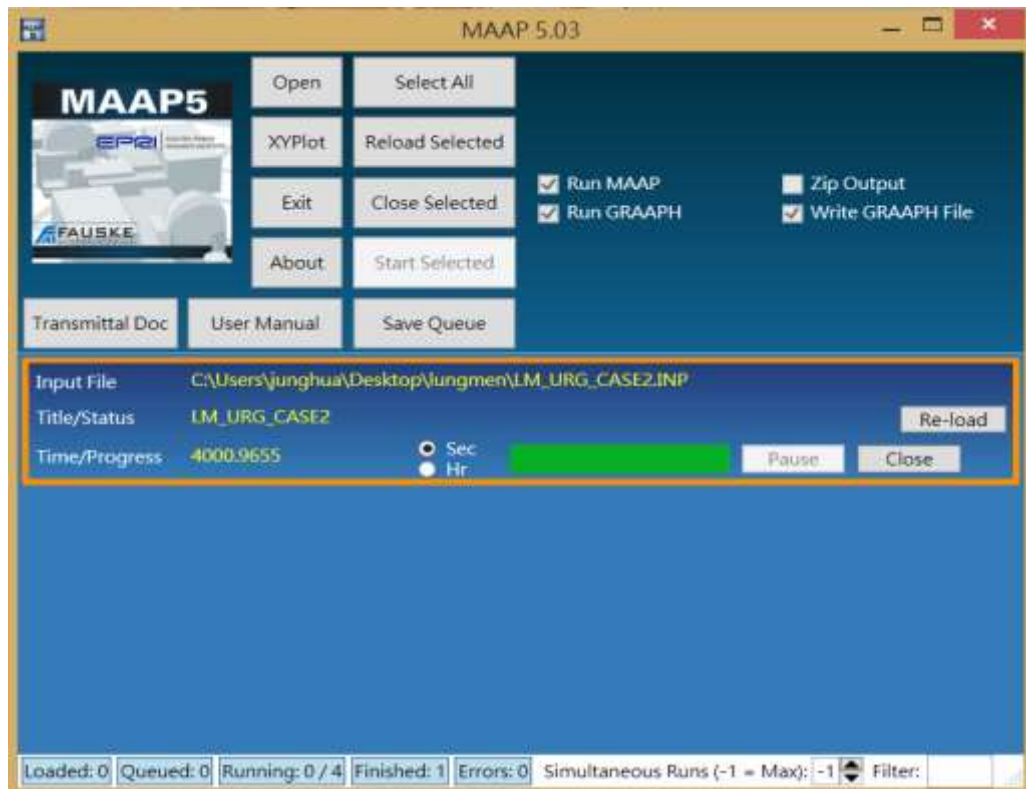 MAAP 5.03
MAAP5
EPRI
FAUSKE
Open
Select All
XYPlot
Reload Selected
Exit
Close Selected
About
Start Selected
Run MAAP
Zip Output
Run GRAAPH
Write GRAAPH File
Transmittal Doc
User Manual
Save Queue
Input File C:\Users\junghua\Desktop\lungmen\LM_URG_CASE2.INP
Title/Status LM_URG_CASE2
Re-load
Time/Progress 4000.9655
Sec
Hr
Pause
Close
Loaded: 0 Queued: 0 Running: 0 / 4 Finished: 1 Errors: 0 Simultaneous Runs (-1 = Max): -1 Filter: